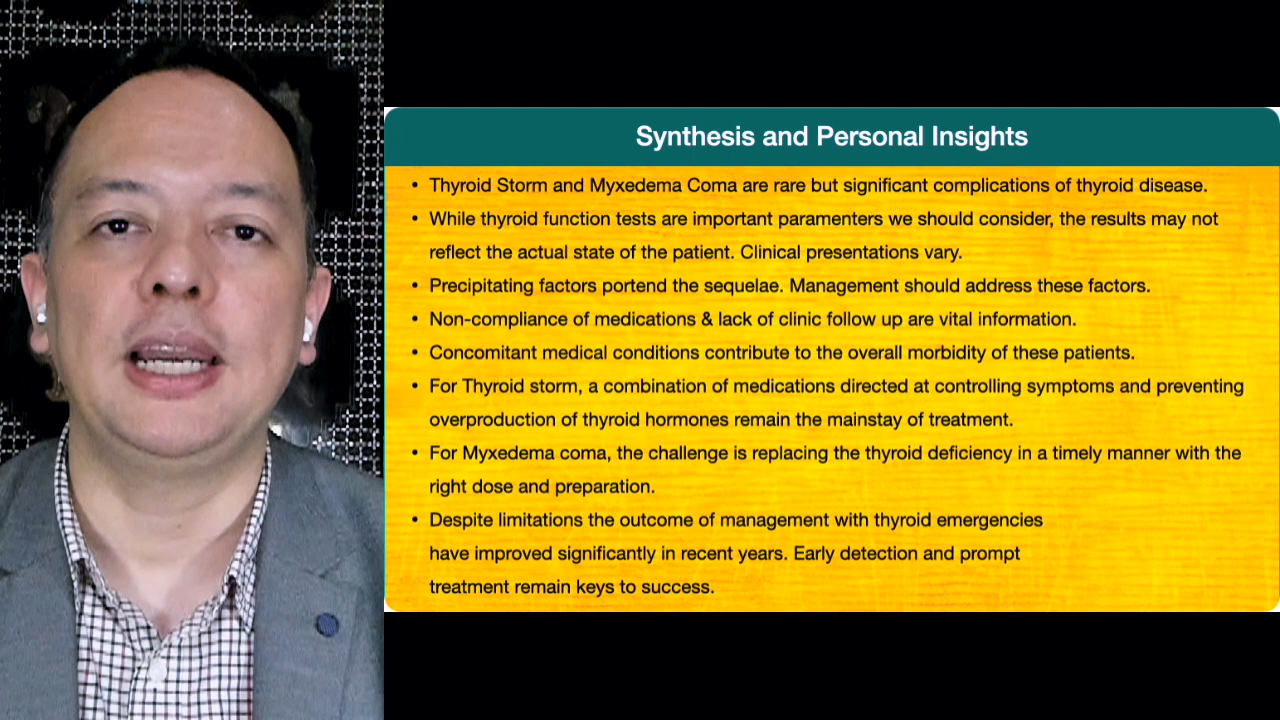 Synthesis and Personal Insights
• Thyroid Storm and Myxedema Coma are rare but significant complications of thyroid disease.
• While thyroid function tests are important paramenters we should consider, the results may not
reflect the actual state of the patient. Clinical presentations vary.
• Precipitating factors portend the sequelae. Management should address these factors.
• Non-compliance of medications & lack of clinic follow up are vital information.
• Concomitant medical conditions contribute to the overall morbidity of these patients.
• For Thyroid storm, a combination of medications directed at controlling symptoms and preventing
overproduction of thyroid hormones remain the mainstay of treatment.
• For Myxedema coma, the challenge is replacing the thyroid deficiency in a timely manner with the
right dose and preparation.
• Despite limitations the outcome of management with thyroid emergencies
have improved significantly in recent years. Early detection and prompt
treatment remain keys to success.